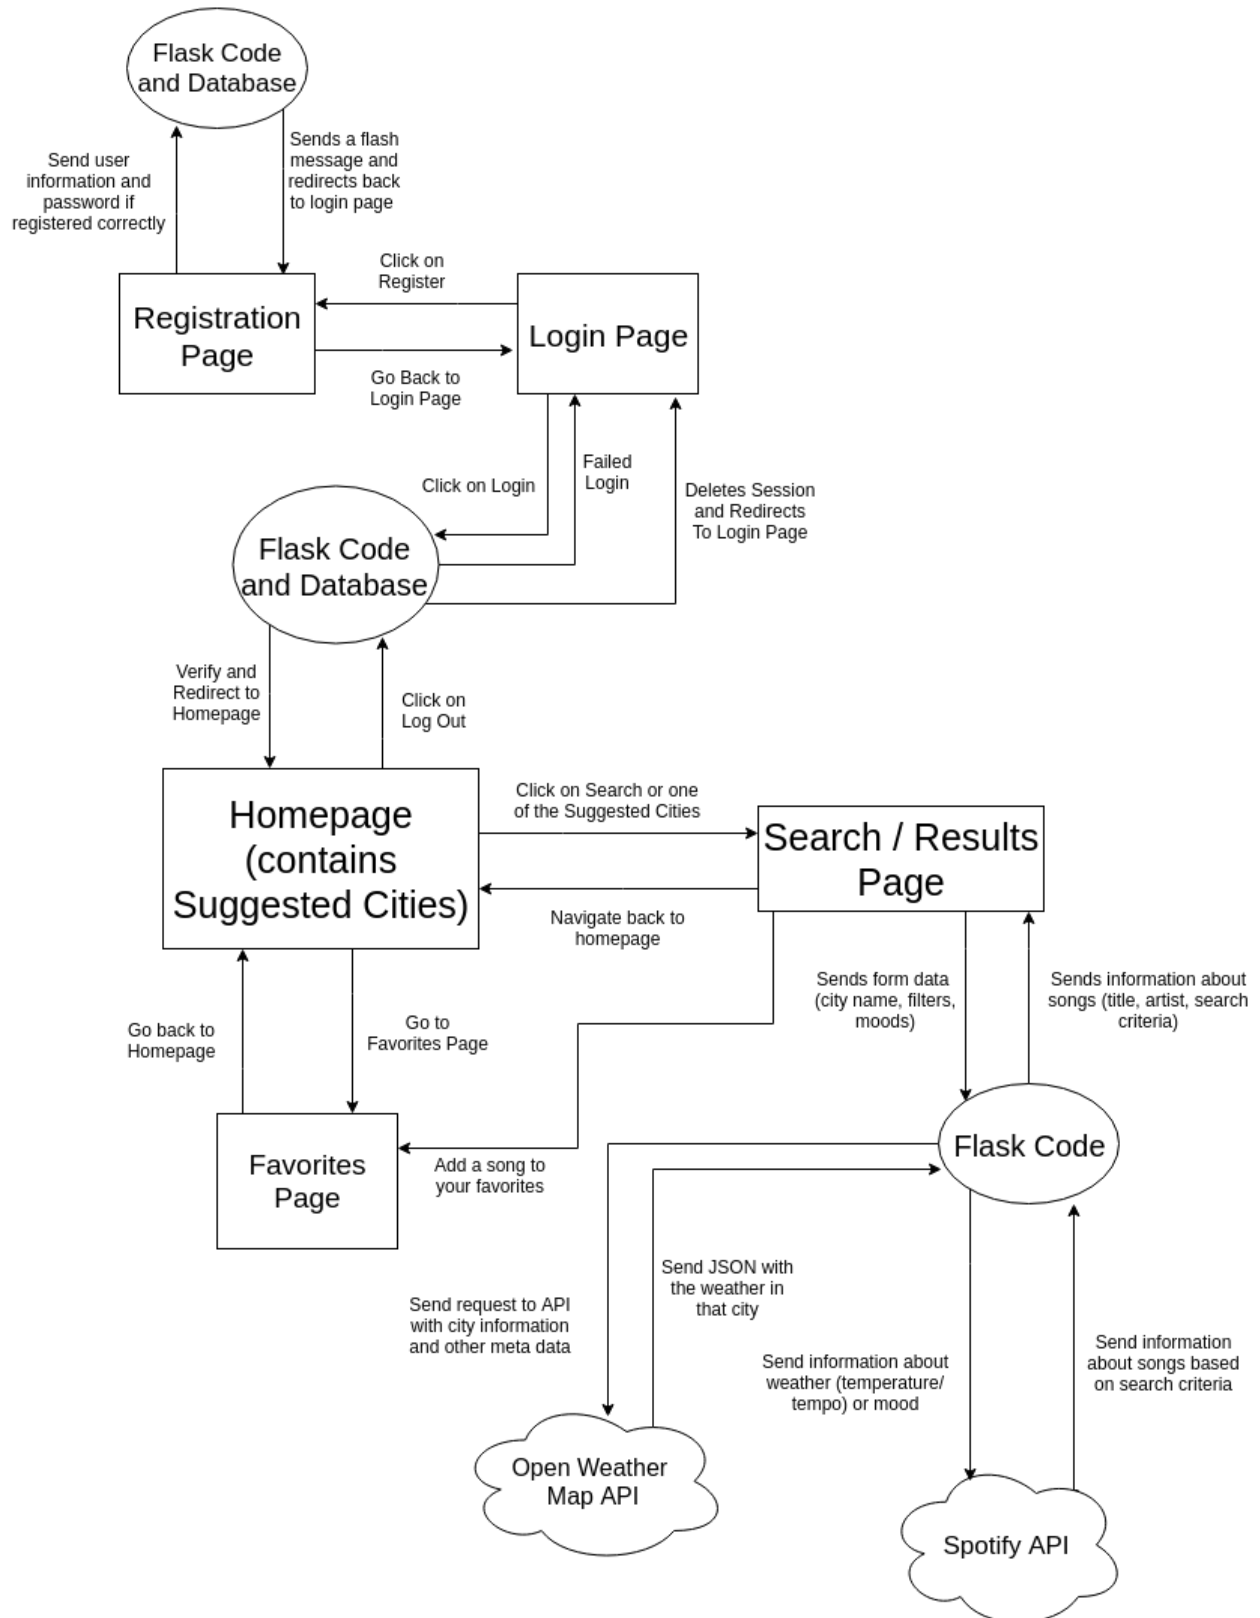 Flask Code
and Database
Send user
information and
password if
registered correctly
Sends a flash
message and
redirects back
to login page
Click on
Register
Registration
Page
Login Page
Go Back to
Login Page
Click on Login
Failed
Login
Deletes Session
and Redirects
To Login Page
Flask Code
and Database
Verify and
Redirect to
Homepage
Click on
Log Out
Homepage
(contains
Suggested Cities)
Click on Search or one
of the Suggested Cities
Search / Results
Page
Navigate back to
homepage
Sends form data
(city name, filters,
moods)
Sends information about
songs (title, artist, search
criteria)
Go back to
Homepage
Go to
Favorites Page
Favorites
Page
Add a song to
your favorites
Flask Code
Send JSON with
the weather in
that city
Send request to API
with city information
and other meta data
Send information about
weather (temperature/
tempo) or mood
Send information
about songs based
on search criteria
Open Weather
Map API
Spotify API